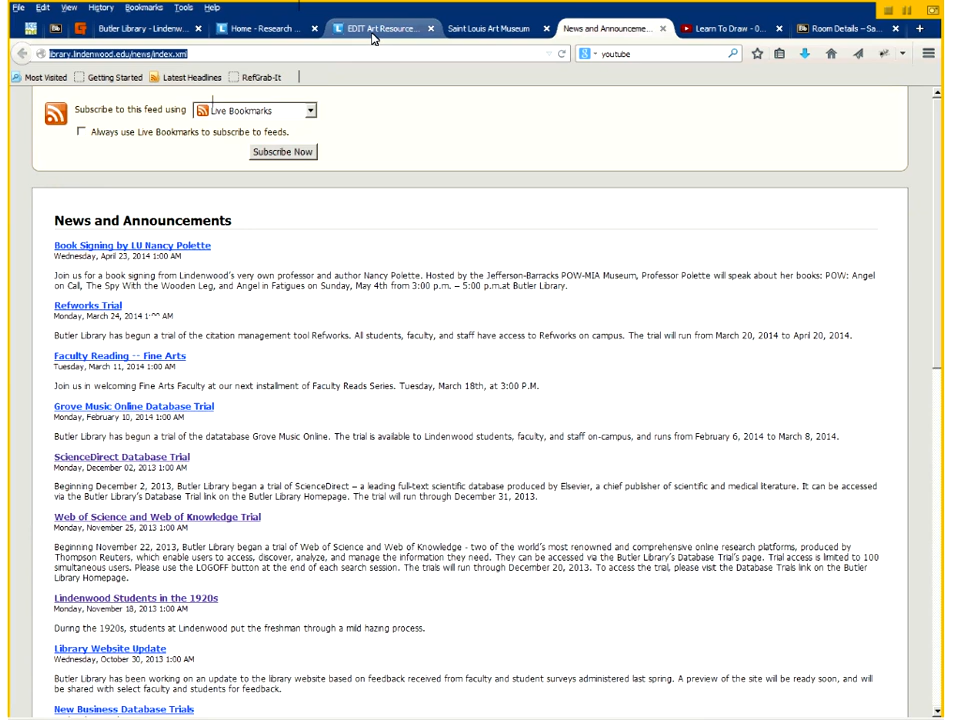 File Edit View History Bookmarks Tools Help
Butler Library - Lindenw... × Home - Research ... × EDIT Art Resource... × Saint Louis Art Museum × News and Announceme... × Learn To Draw - 0... × Room Details -- Sa... × +
library.lindenwood.edu/news/index.xml youtube
Most Visited Getting Started Latest Headlines RefGrab-It
Subscribe to this feed using Live Bookmarks
Always use Live Bookmarks to subscribe to feeds.
Subscribe Now
News and Announcements
Book Signing by LU Nancy Polette
Wednesday, April 23, 2014 1:00 AM
Join us for a book signing from Lindenwood's very own professor and author Nancy Polette. Hosted by the Jefferson-Barracks POW-MIA Museum, Professor Polette will speak about her books: POW: Angel
on Call, The Spy With the Wooden Leg, and Angel in Fatigues on Sunday, May 4th from 3:00 p.m. – 5:00 p.m.at Butler Library.
Refworks Trial
Monday, March 24, 2014 AM
Butler Library has begun a trial of the citation management tool Refworks. All students, faculty, and staff have access to Refworks on campus. The trial will run from March 20, 2014 to April 20, 2014.
Faculty Reading -- Fine Arts
Tuesday, March 11, 2014 1:00 AM
Join us in welcoming Fine Arts Faculty at our next installment of Faculty Reads Series. Tuesday, March 18th, at 3:00 P.M.
Grove Music Online Database Trial
Monday, February 10, 2014 1:00 AM
Butler Library has begun a trial of the datatabase Grove Music Online. The trial is available to Lindenwood students, faculty, and staff on-campus, and runs from February 6, 2014 to March 8, 2014.
ScienceDirect Database Trial
Monday, December 02, 2013 1:00 AM
Beginning December 2, 2013, Butler Library began a trial of ScienceDirect – a leading full-text scientific database produced by Elsevier, a chief publisher of scientific and medical literature. It can be accessed
via the Butler Library's Database Trial link on the Butler Library Homepage. The trial will run through December 31, 2013.
Web of Science and Web of Knowledge Trial
Monday, November 25, 2013 1:00 AM
Beginning November 22, 2013, Butler Library began a trial of Web of Science and Web of Knowledge - two of the world's most renowned and comprehensive online research platforms, produced by
Thompson Reuters, which enable users to access, discover, analyze, and manage the information they need. They can be accessed via the Butler Library's Database Trial's page. Trial access is limited to 100
simultaneous users. Please use the LOGOFF button at the end of each search session. The trials will run through December 20, 2013. To access the trial, please visit the Database Trials link on the Butler
Library Homepage.
Lindenwood Students in the 1920s
Monday, November 18, 2013 1:00 AM
During the 1920s, students at Lindenwood put the freshman through a mild hazing process.
Library Website Update
Wednesday, October 30, 2013 1:00 AM
Butler Library has been working on an update to the library website based on feedback received from faculty and student surveys administered last spring. A preview of the site will be ready soon, and will
be shared with select faculty and students for feedback.
New Business Database Trials